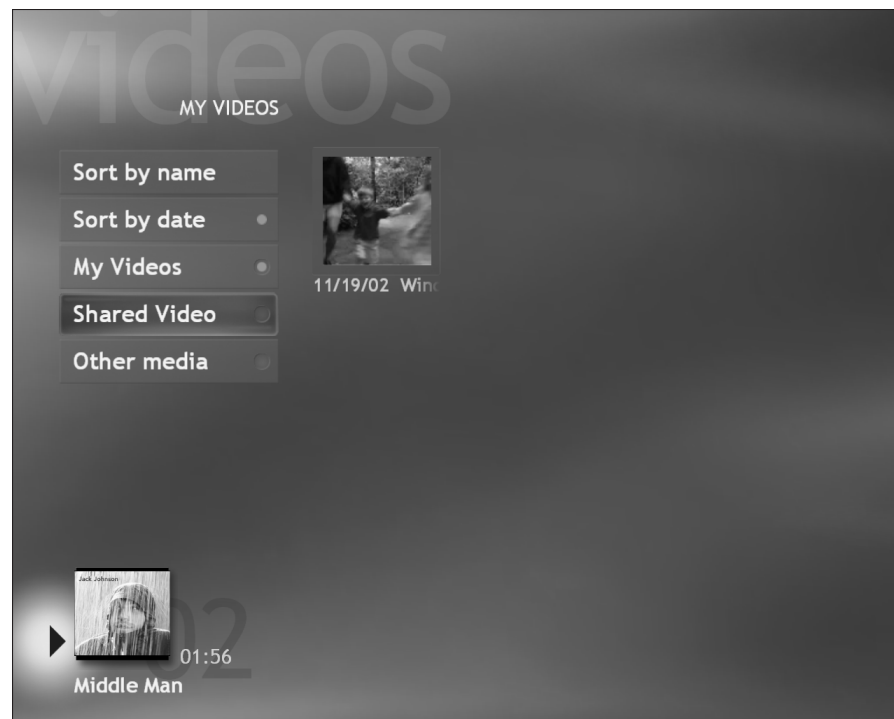 videos
MY VIDEOS
Sort by name
Sort by date
My Videos
Shared Video
Other media
11/19/02 Wind
Jack Johnson
02
01:56
Middle Man